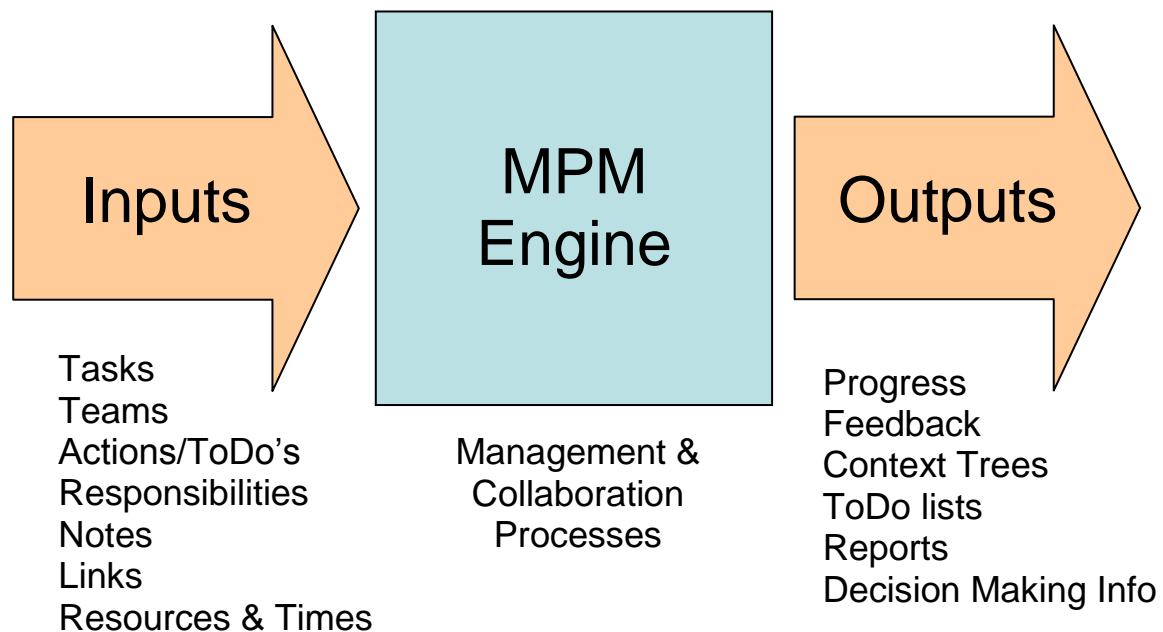 Inputs
MPM
Engine
Outputs
Tasks
Teams
Actions/ToDo’s
Responsibilities
Notes
Links
Resources & Times
Management &
Collaboration
Processes
Progress
Feedback
Context Trees
ToDo lists
Reports
Decision Making Info